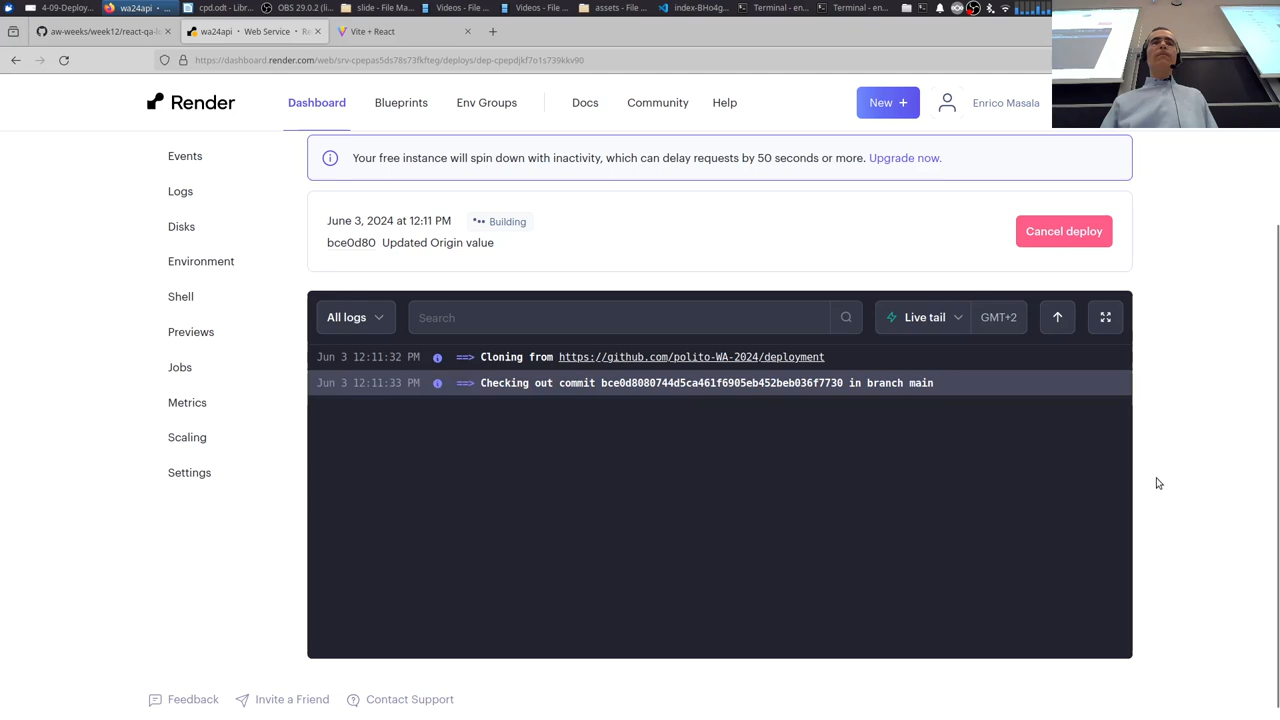 wa24api - ...
cpd.odt - Libr...
OBS 29.0.2 (li...
slide - File Ma...
Videos - File ...
Videos - File ...
assets - File ...
index-BHo4g...
Terminal - en...
Terminal - en...
4-09-Deploy...
aw-weeks/week12/react-qa-l
wa24api • Web Service • R
Vite + React
https://dashboard.render.com/web/srv-cpepas5ds78s73fkfteg/deploys/dep-cpepdjkf7o1s739kkv90
Render
Dashboard
Blueprints
Env Groups
Docs
Community
Help
New +
Enrico Masala
Events
Logs
Disks
Environment
Shell
Previews
Jobs
Metrics
Scaling
Settings
Your free instance will spin down with inactivity, which can delay requests by 50 seconds or more. Upgrade now.
June 3, 2024 at 12:11 PM Building
bce0d80 Updated Origin value
Cancel deploy
All logs
Search
Live tail
GMT+2
Jun 3 12:11:32 PM ==> Cloning from https://github.com/polito-WA-2024/deployment
Jun 3 12:11:33 PM ==> Checking out commit bce0d8080744d5ca461f6905eb452beb036f7730 in branch main
Feedback
Invite a Friend
Contact Support